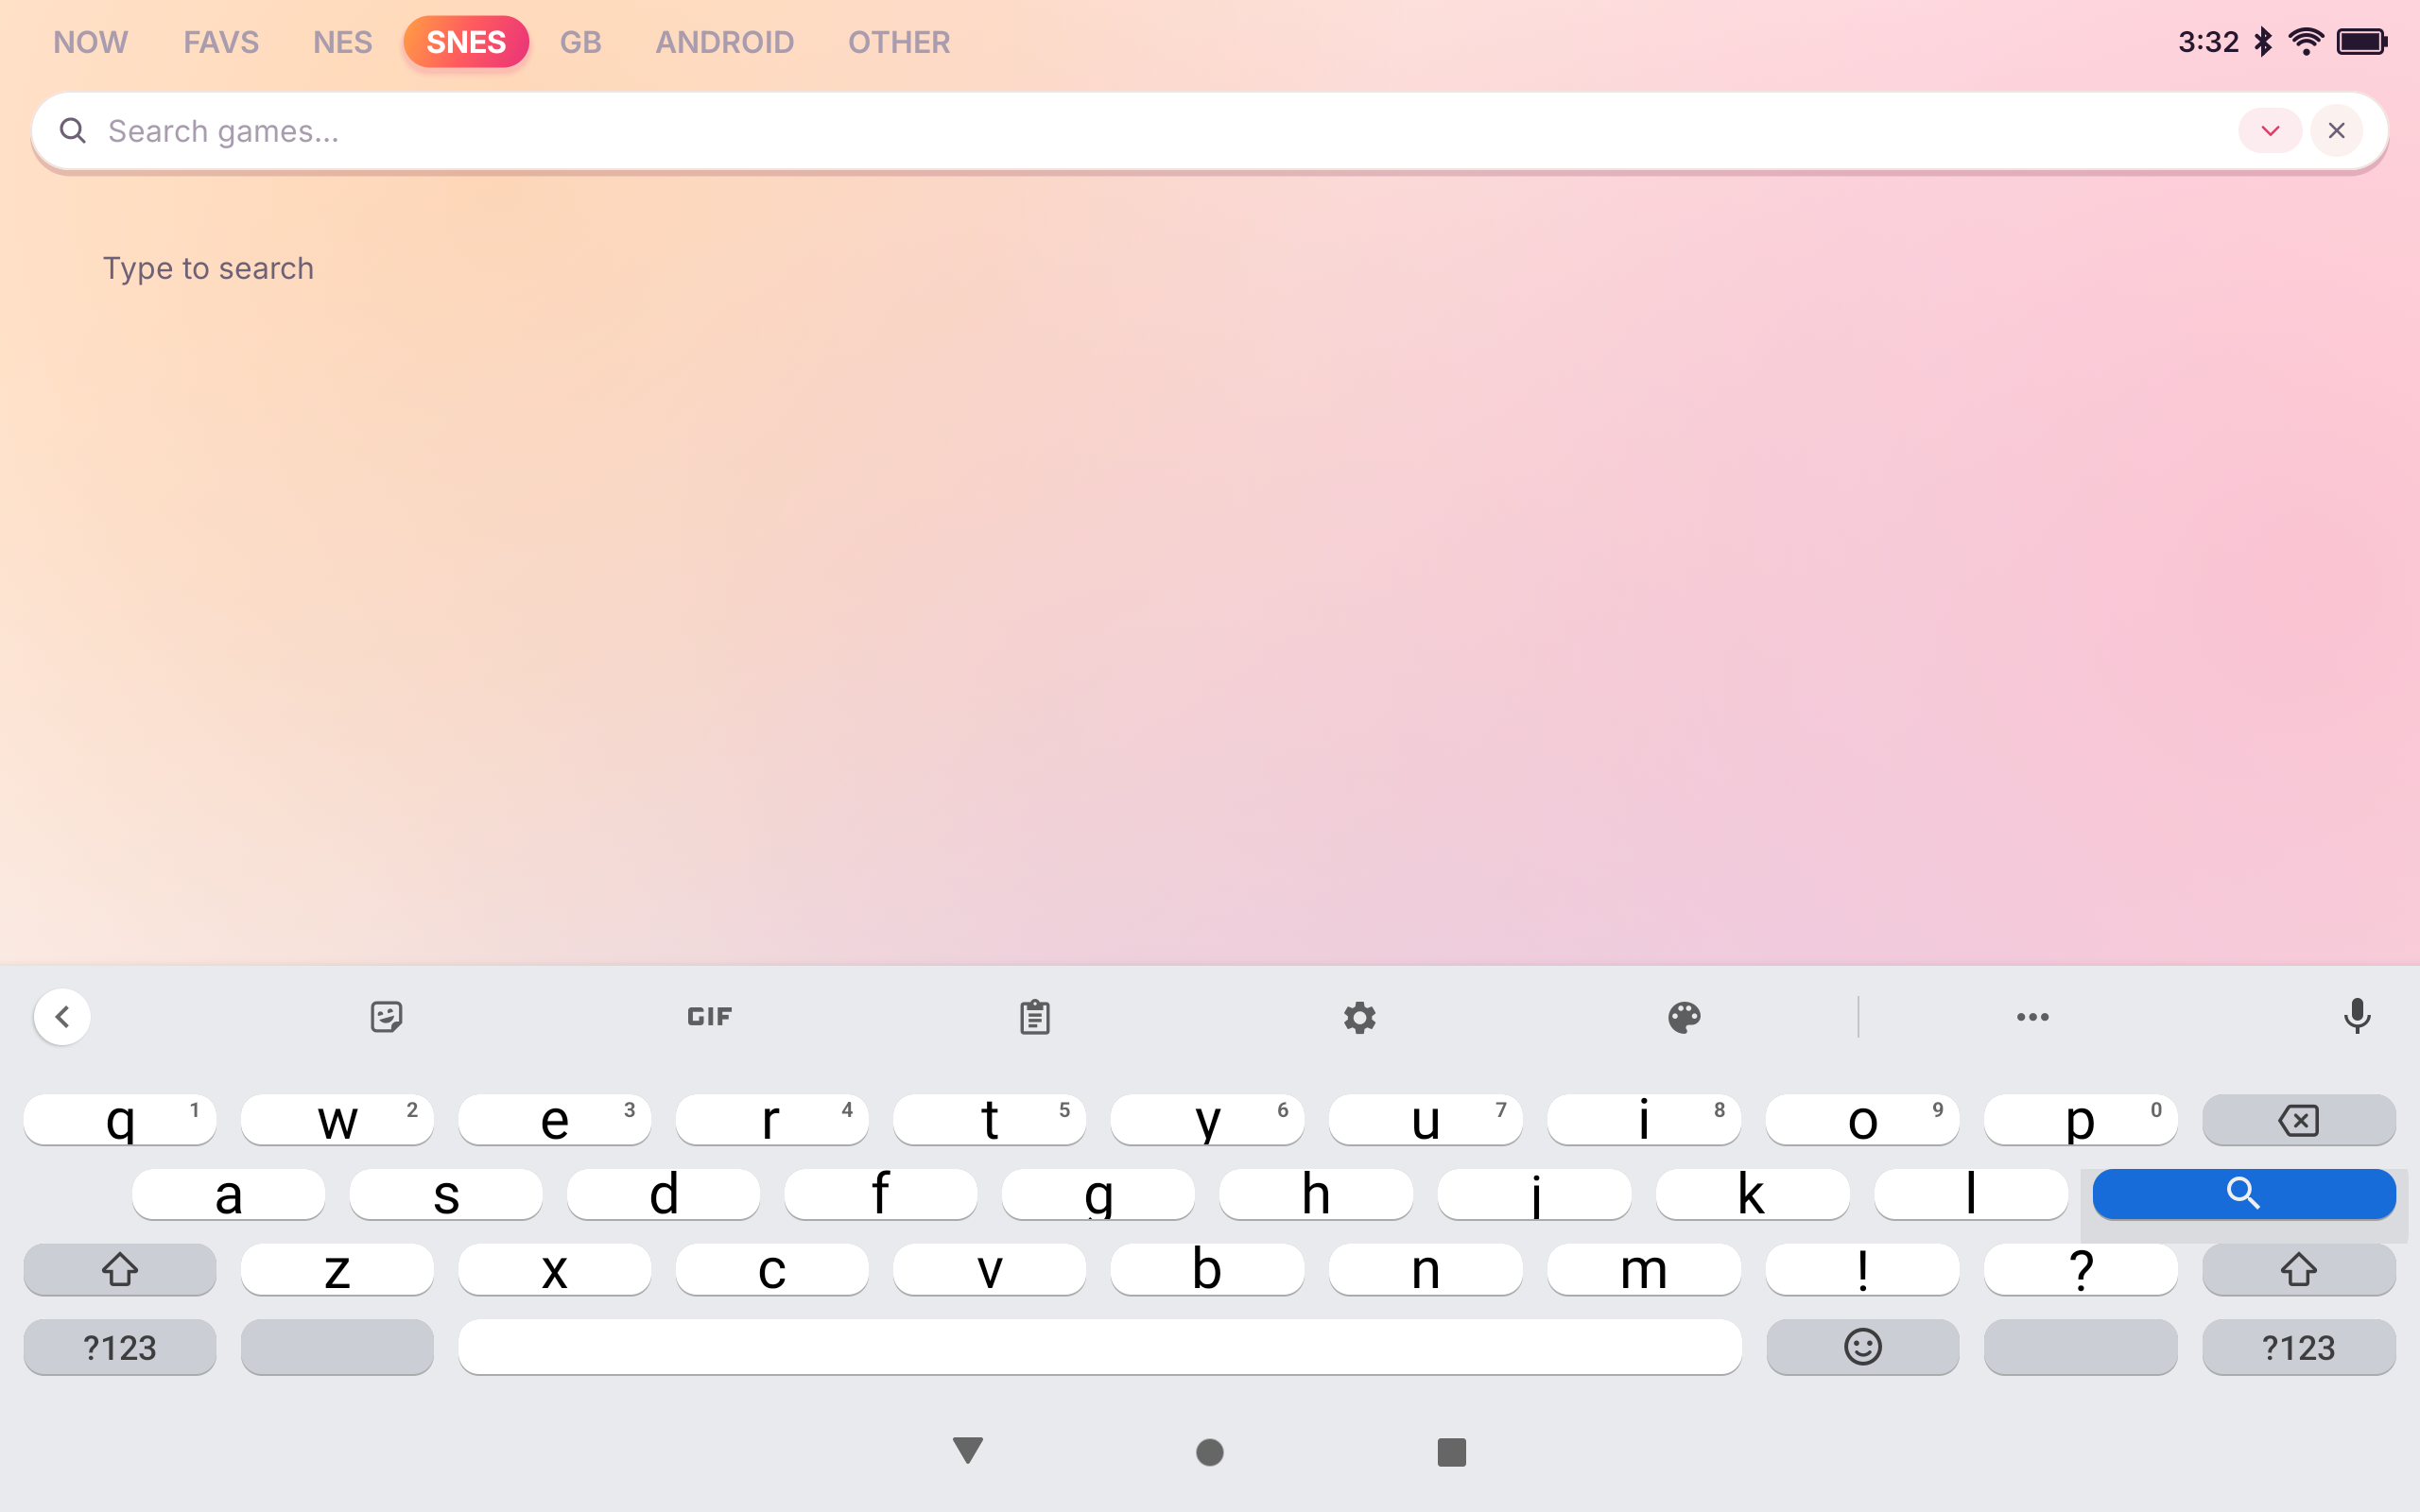 NOW FAVS NES SNES GB ANDROID OTHER 3:32
Search games...
Type to search
GIF
q 1 w 2 e 3 r 4 t 5 y 6 u 7 i 8 o 9 p 0
a s d f g h j k l
z x c v b n m ! ?
?123 ?123